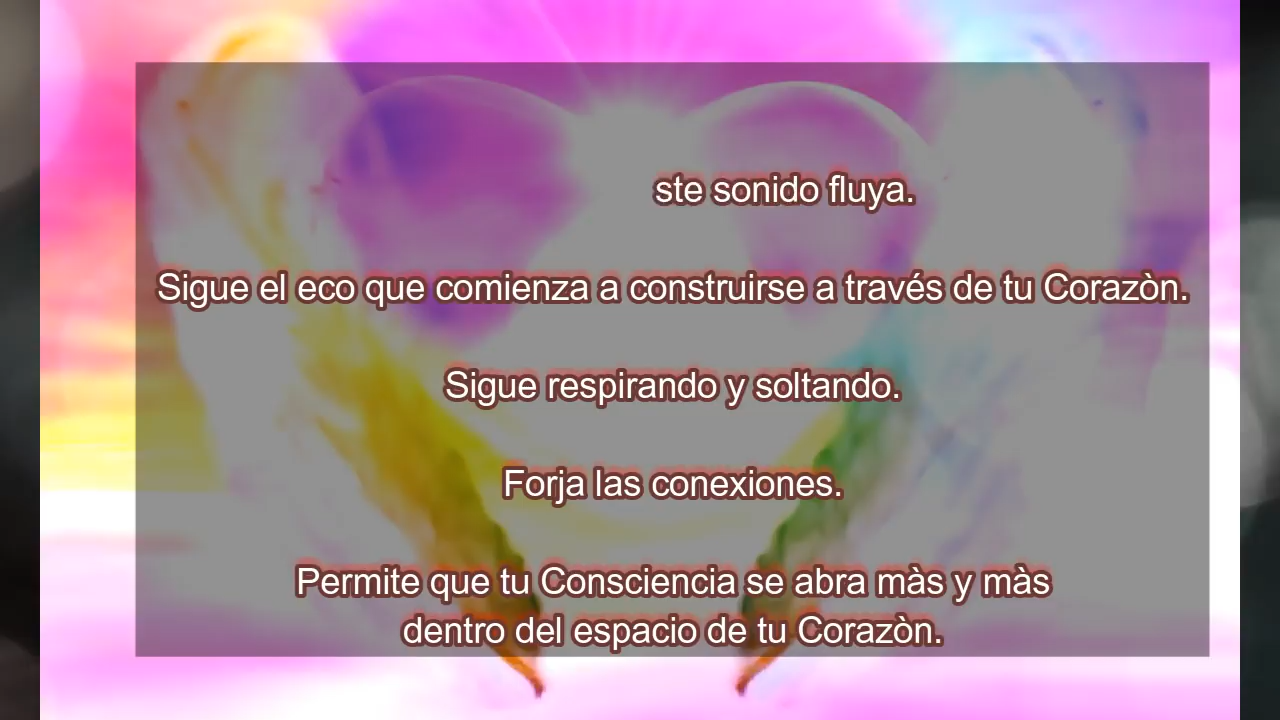 ste sonido fluya.
Sigue el eco que comienza a construirse a través de tu Corazòn.
Sigue respirando y soltando.
Forja las conexiones.
Permite que tu Consciencia se abra màs y màs
dentro del espacio de tu Corazòn.